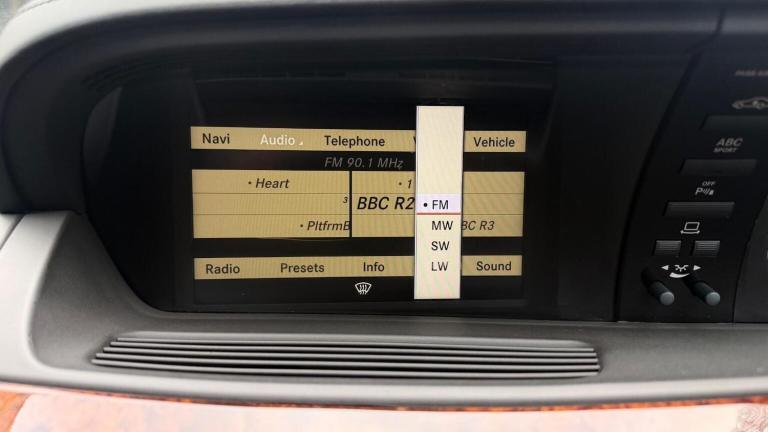 Navi Audio Telephone Vehicle
FM 90.1 MHz
• Heart • 1
3 BBC R2
• PltfrmB BC R3
• FM
MW
SW
LW
Radio Presets Info Sound
ABC
SPORT
OFF
P